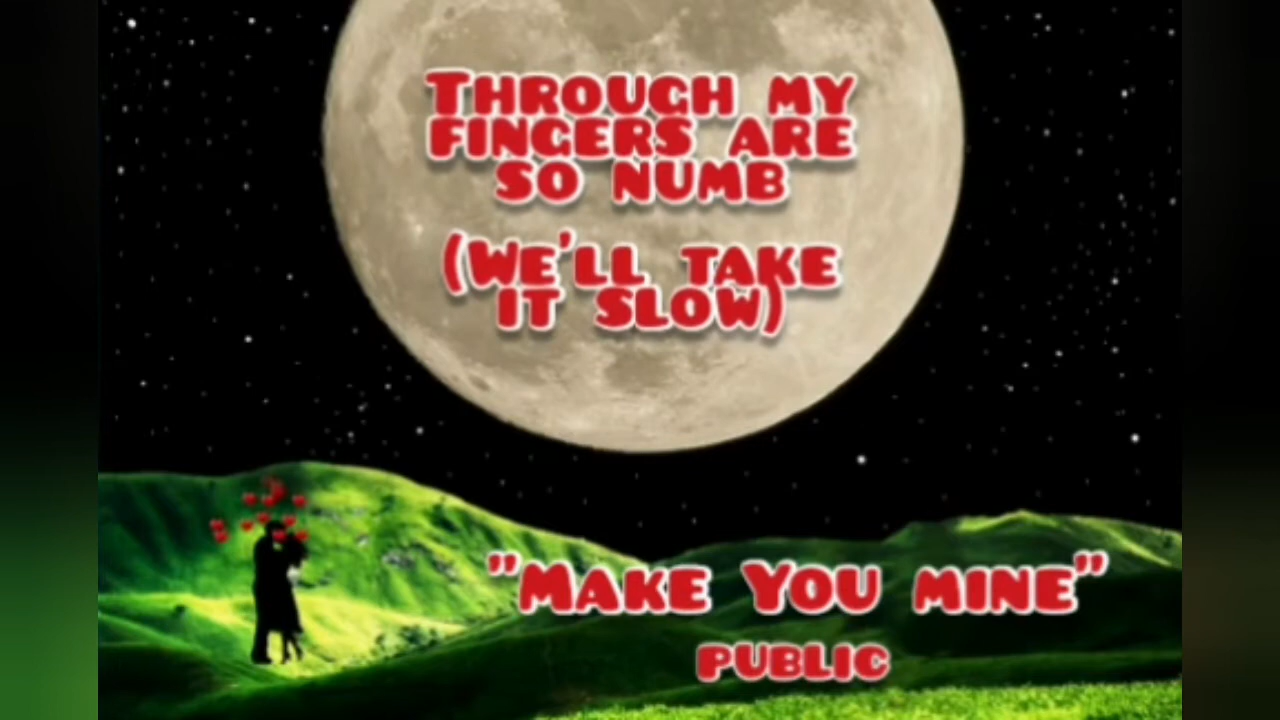 Through my
fingers are
so numb
(We'll take
it slow)
"Make You mine"
PUBLIC